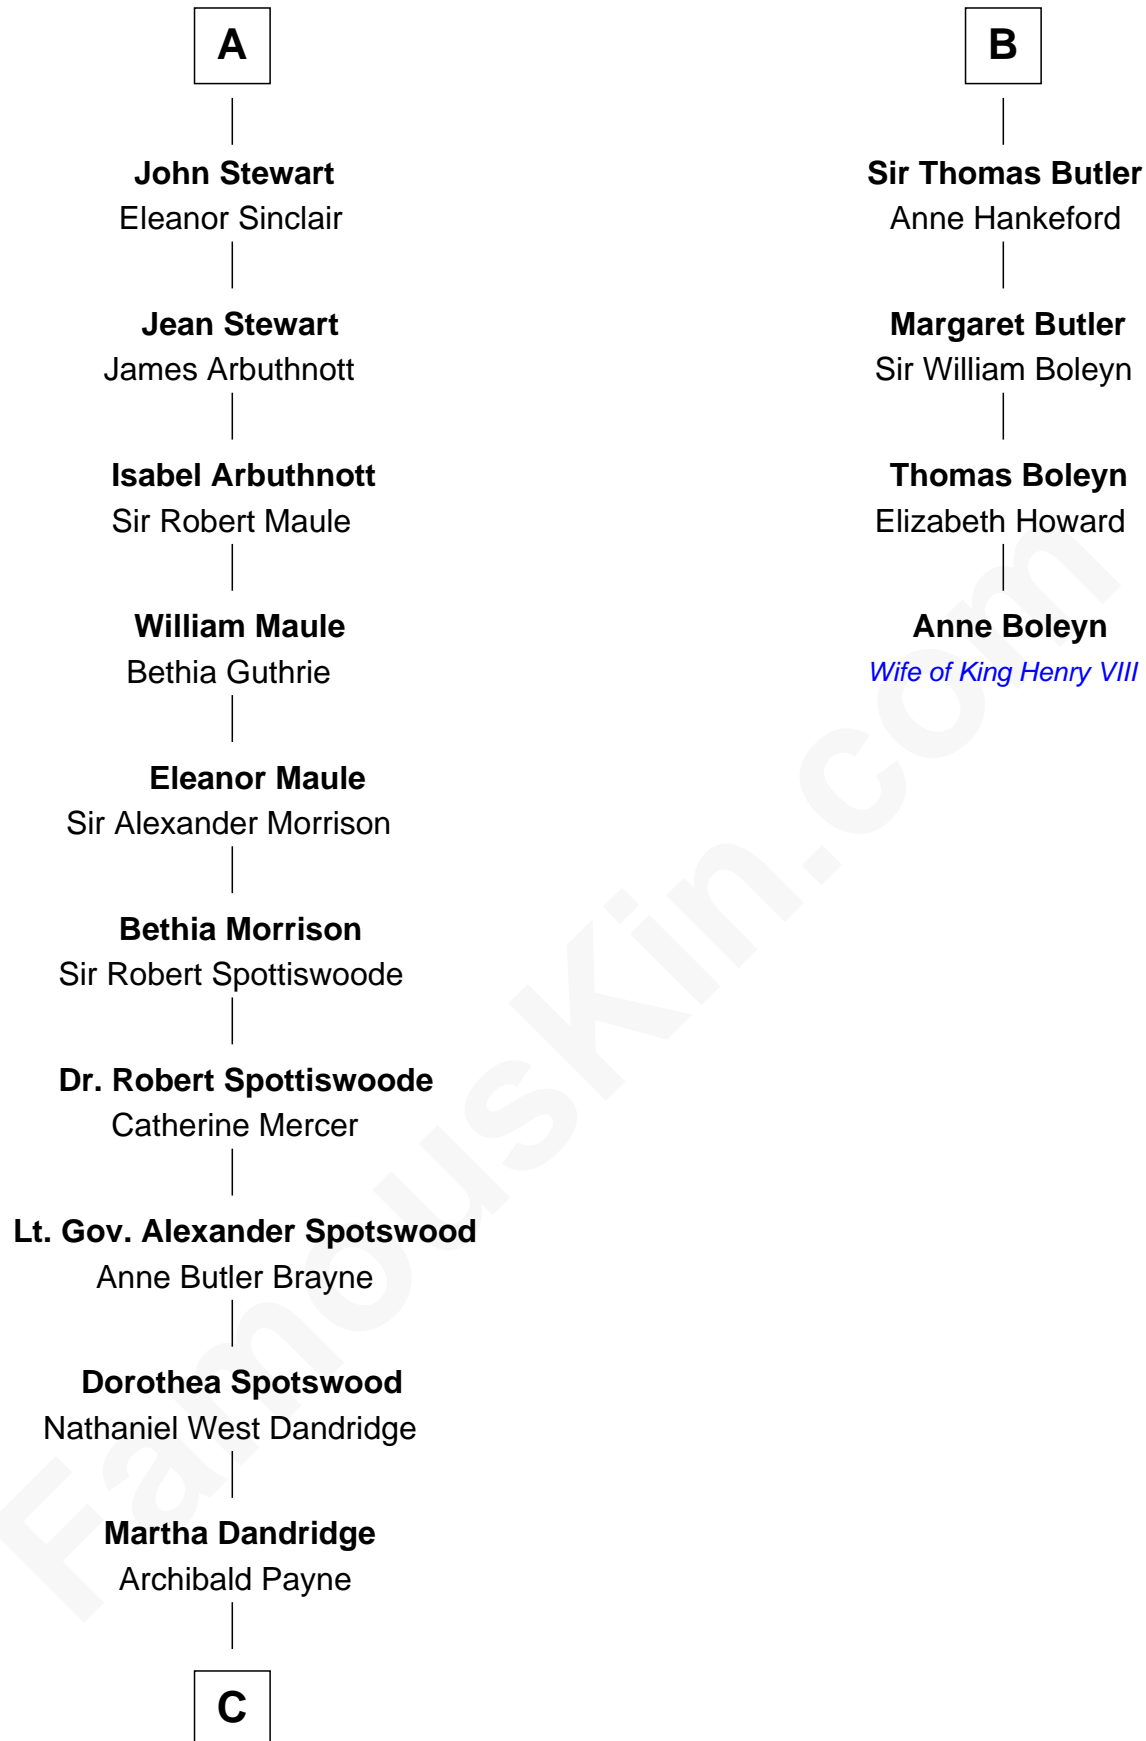 A
John Stewart
Eleanor Sinclair
Jean Stewart
James Arbuthnott
Isabel Arbuthnott
Sir Robert Maule
William Maule
Bethia Guthrie
Eleanor Maule
Sir Alexander Morrison
Bethia Morrison
Sir Robert Spottiswoode
Dr. Robert Spottiswoode
Catherine Mercer
Lt. Gov. Alexander Spotswood
Anne Butler Brayne
Dorothea Spotswood
Nathaniel West Dandridge
Martha Dandridge
Archibald Payne
C
B
Sir Thomas Butler
Anne Hankeford
Margaret Butler
Sir William Boleyn
Thomas Boleyn
Elizabeth Howard
Anne Boleyn
Wife of King Henry VIII
FamousKin.com